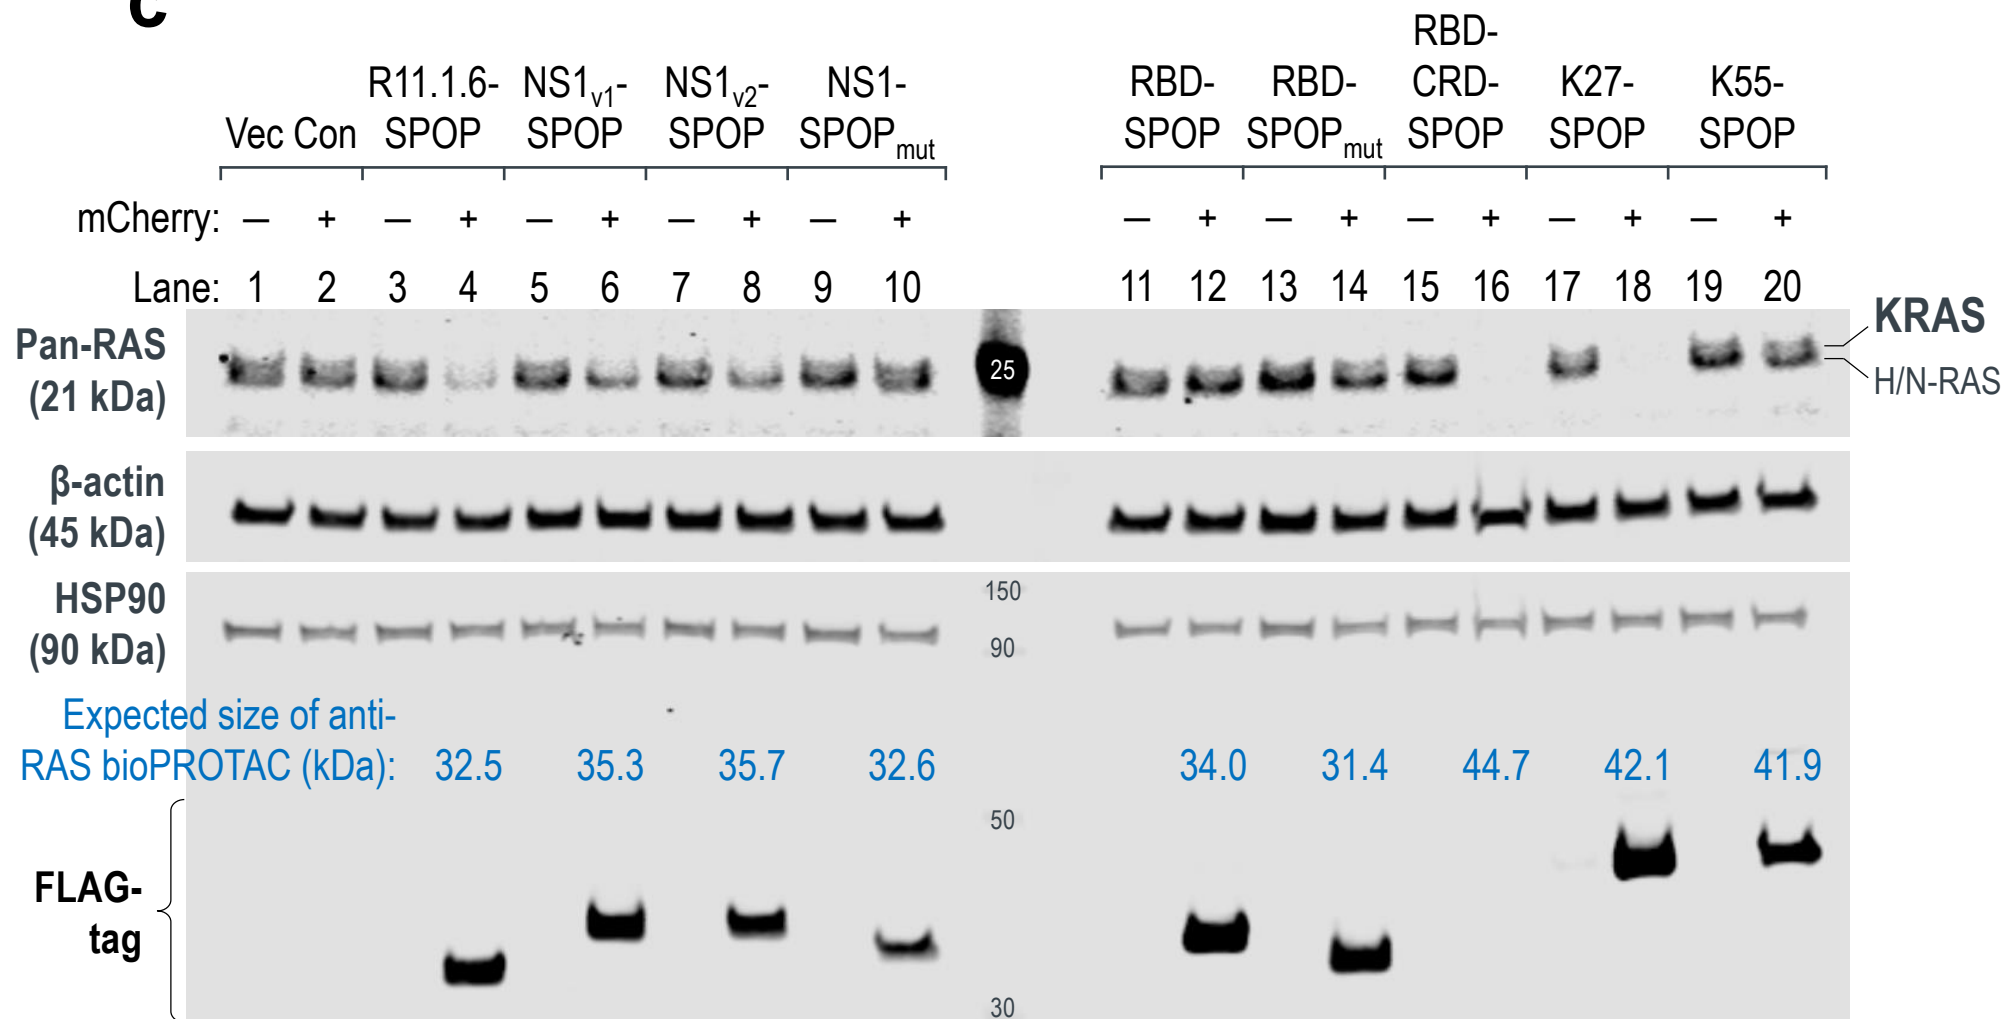 c
R11.1.6-SPOP NS1v1-SPOP NS1v2-SPOP NS1-SPOPmut RBD-SPOP RBD-SPOPmut RBD-CRD-SPOP K27-SPOP K55-SPOP
Vec Con
mCherry: – + – + – + – + – + – + – + – + – + – +
Lane: 1 2 3 4 5 6 7 8 9 10 11 12 13 14 15 16 17 18 19 20
Pan-RAS
(21 kDa)
25
KRAS
H/N-RAS
β-actin
(45 kDa)
HSP90
(90 kDa)
150
90
Expected size of anti-
RAS bioPROTAC (kDa): 32.5 35.3 35.7 32.6 34.0 31.4 44.7 42.1 41.9
50
FLAG-
tag
30